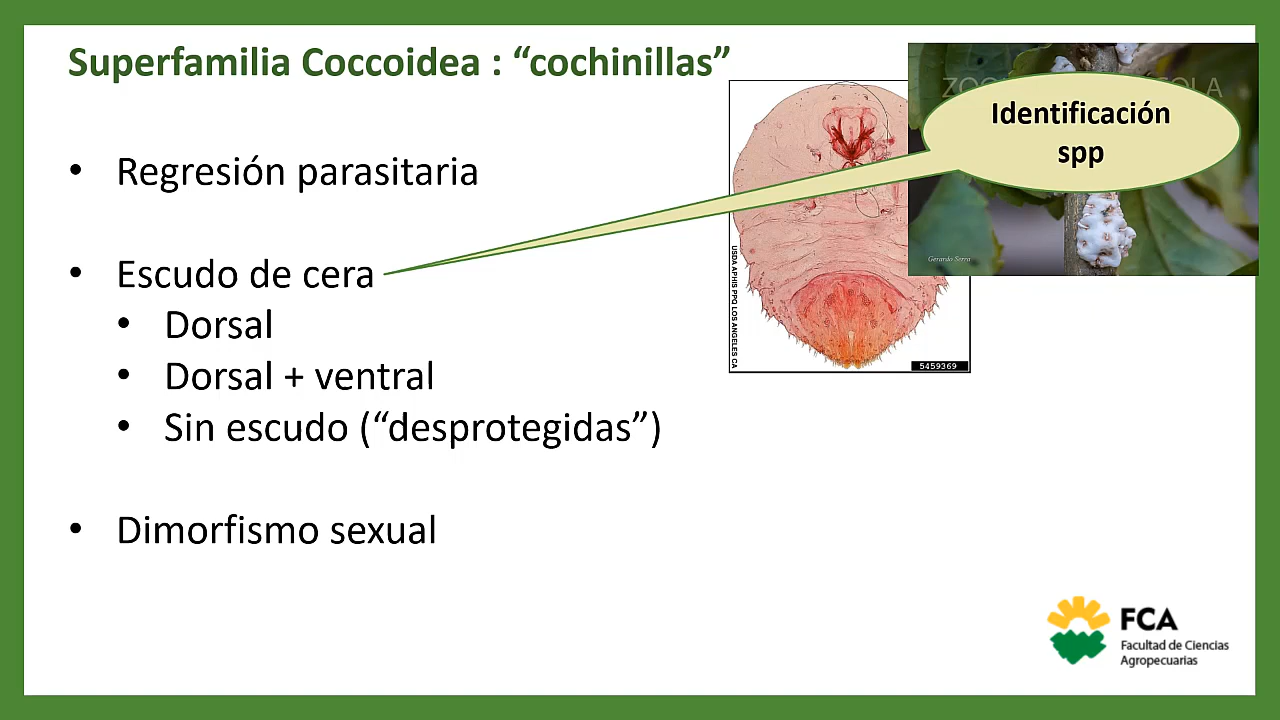 Superfamilia Coccoidea : “cochinillas”
Identificación
spp
• Regresión parasitaria
• Escudo de cera
• Dorsal
• Dorsal + ventral
• Sin escudo (“desprotegidas”)
• Dimorfismo sexual
USDA APHIS PPQ LOS ANGELES CA
5459369
Gerardo Serra
FCA
Facultad de Ciencias
Agropecuarias